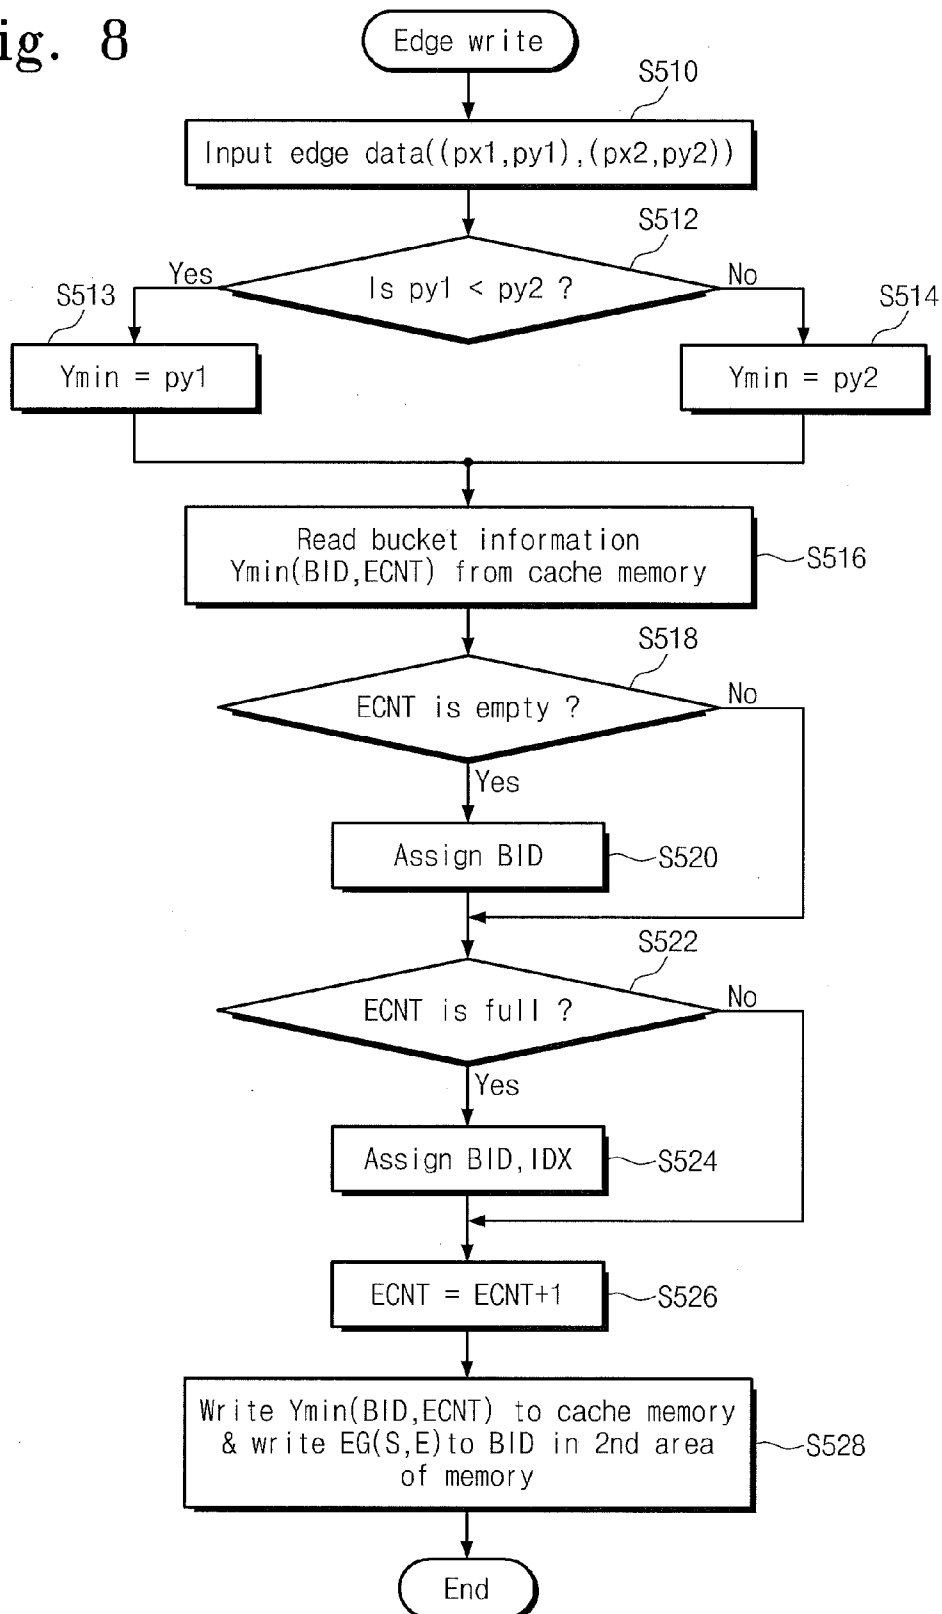 ig. 8
Edge write
S510
Input edge data((px1,py1),(px2,py2))
S512
Is py1 < py2 ?
Yes
No
S513
S514
Ymin = py1
Ymin = py2
Read bucket information
Ymin(BID,ECNT) from cache memory
S516
S518
ECNT is empty ?
No
Yes
Assign BID
S520
S522
ECNT is full ?
No
Yes
Assign BID,IDX
S524
ECNT = ECNT+1
S526
Write Ymin(BID,ECNT) to cache memory
& write EG(S,E)to BID in 2nd area
of memory
S528
End